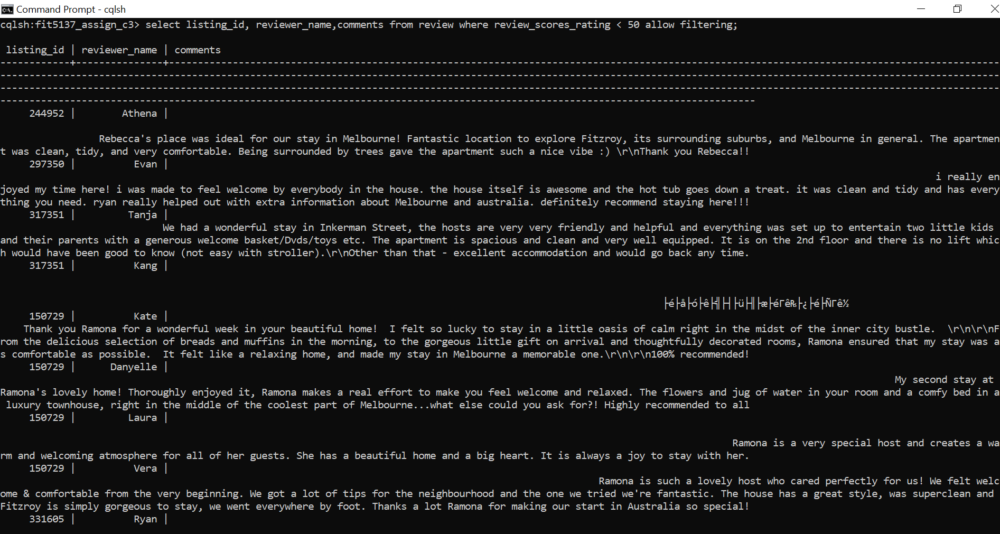 Command Prompt - cqlsh
cqlsh:fit5137_assign_c3> select listing_id, reviewer_name,comments from review where review_scores_rating < 50 allow filtering;
listing_id | reviewer_name | comments
244952 | Athena |
Rebecca's place was ideal for our stay in Melbourne! Fantastic location to explore Fitzroy, its surrounding suburbs, and Melbourne in general. The apartmen
t was clean, tidy, and very comfortable. Being surrounded by trees gave the apartment such a nice vibe :) \r\nThank you Rebecca!!
297350 | Evan |
i really en
joyed my time here! i was made to feel welcome by everybody in the house. the house itself is awesome and the hot tub goes down a treat. it was clean and tidy and has every
thing you need. ryan really helped out with extra information about Melbourne and australia. definitely recommend staying here!!!
317351 | Tanja |
We had a wonderful stay in Inkerman Street, the hosts are very very friendly and helpful and everything was set up to entertain two little kids
and their parents with a generous welcome basket/Dvds/toys etc. The apartment is spacious and clean and very well equipped. It is on the 2nd floor and there is no lift whic
h would have been good to know (not easy with stroller).\r\nOther than that - excellent accommodation and would go back any time.
317351 | Kang |
150729 | Kate |
Thank you Ramona for a wonderful week in your beautiful home!  I felt so lucky to stay in a little oasis of calm right in the midst of the inner city bustle.  \r\n\r\nF
rom the delicious selection of breads and muffins in the morning, to the gorgeous little gift on arrival and thoughtfully decorated rooms, Ramona ensured that my stay was a
s comfortable as possible.  It felt like a relaxing home, and made my stay in Melbourne a memorable one.\r\n\r\n100% recommended!
150729 | Danyelle |
My second stay at
Ramona's lovely home! Thoroughly enjoyed it, Ramona makes a real effort to make you feel welcome and relaxed. The flowers and jug of water in your room and a comfy bed in a
luxury townhouse, right in the middle of the coolest part of Melbourne...what else could you ask for?! Highly recommended to all
150729 | Laura |
Ramona is a very special host and creates a wa
rm and welcoming atmosphere for all of her guests. She has a beautiful home and a big heart. It is always a joy to stay with her.
150729 | Vera |
Ramona is such a lovely host who cared perfectly for us! We felt welc
ome & comfortable from the very beginning. We got a lot of tips for the neighbourhood and the one we tried we're fantastic. The house has a great style, was superclean and
Fitzroy is simply gorgeous to stay, we went everywhere by foot. Thanks a lot Ramona for making our start in Australia so special!
331605 | Ryan |